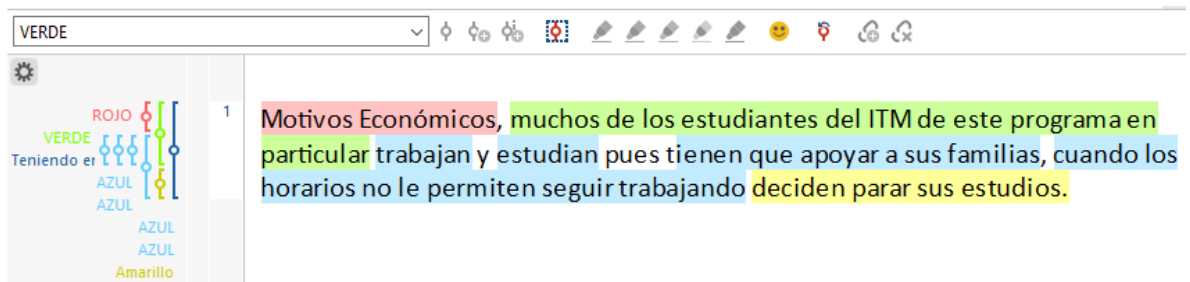 VERDE
ROJO
VERDE
Teniendo er
AZUL
AZUL
AZUL
AZUL
Amarillo
1
Motivos Económicos, muchos de los estudiantes del ITM de este programa en
particular trabajan y estudian pues tienen que apoyar a sus familias, cuando los
horarios no le permiten seguir trabajando deciden parar sus estudios.